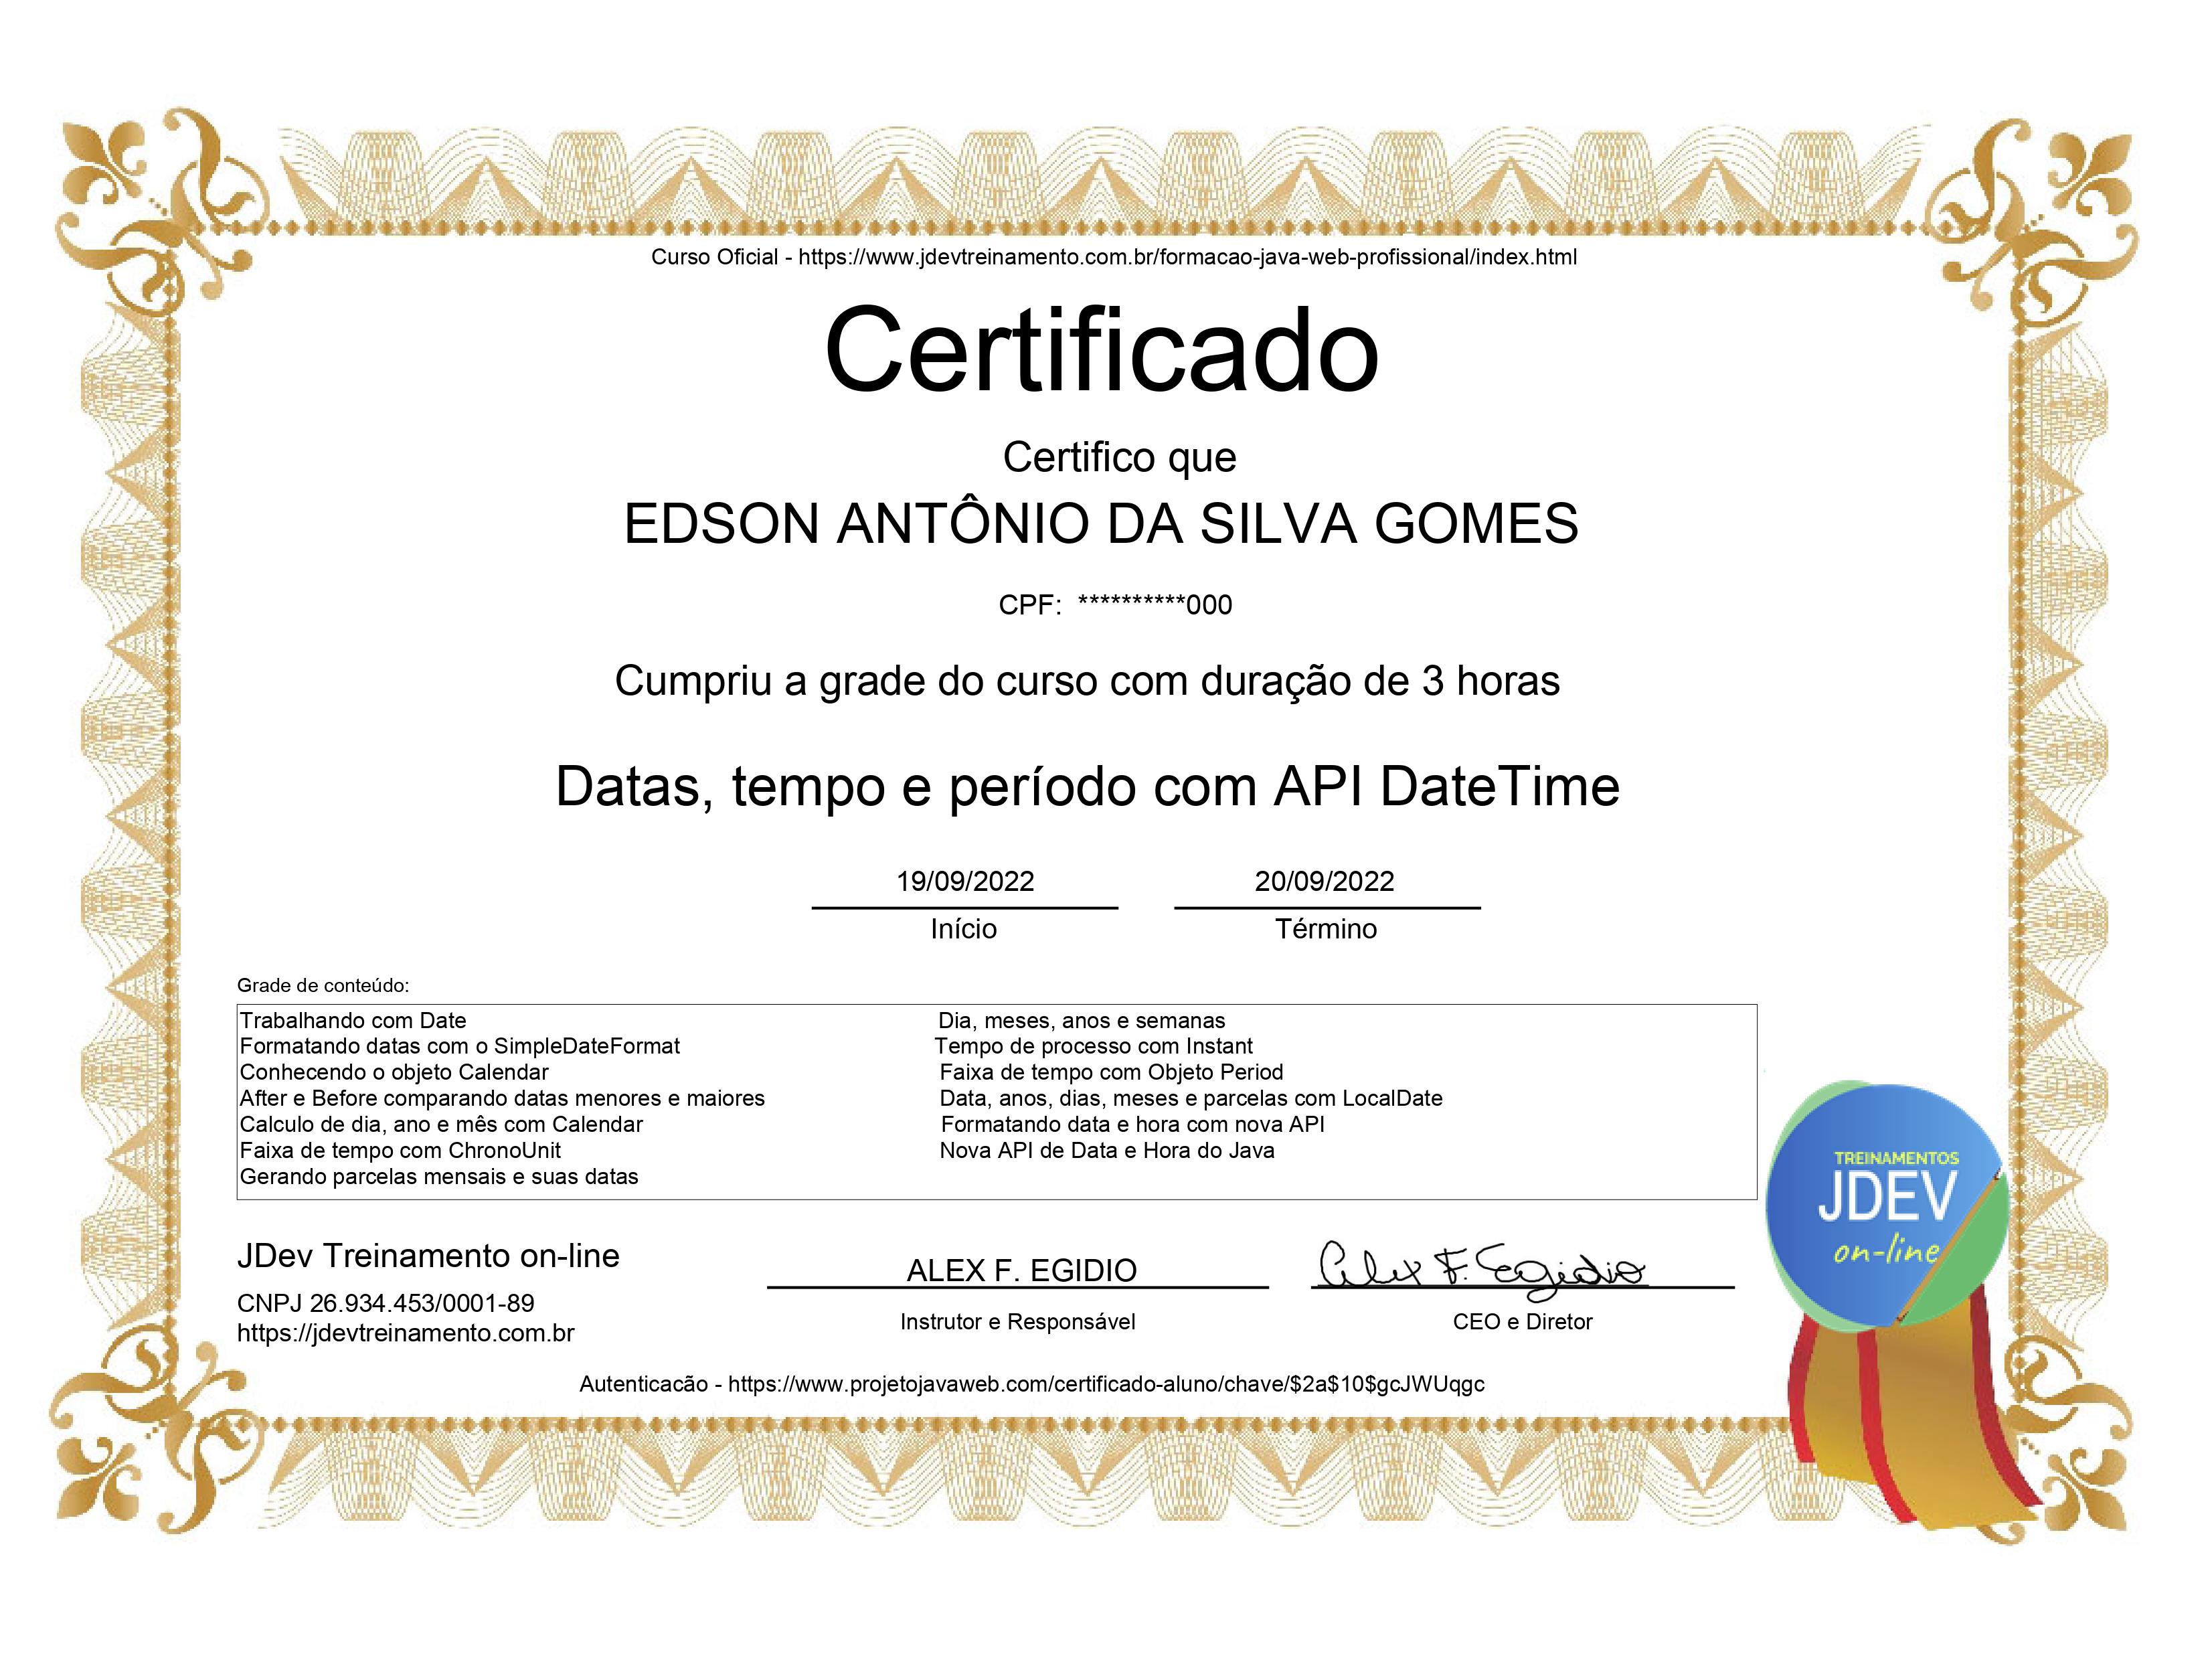 Curso Oficial - https://www.jdevtreinamento.com.br/formacao-java-web-profissional/index.html
Certificado
Certifico que
EDSON ANTÔNIO DA SILVA GOMES
CPF: **********000
Cumpriu a grade do curso com duração de 3 horas
Datas, tempo e período com API DateTime
19/09/2022
Início
20/09/2022
Término
Grade de conteúdo:
Trabalhando com Date
Formatando datas com o SimpleDateFormat
Conhecendo o objeto Calendar
After e Before comparando datas menores e maiores
Calculo de dia, ano e mês com Calendar
Faixa de tempo com ChronoUnit
Gerando parcelas mensais e suas datas
Dia, meses, anos e semanas
Tempo de processo com Instant
Faixa de tempo com Objeto Period
Data, anos, dias, meses e parcelas com LocalDate
Formatando data e hora com nova API
Nova API de Data e Hora do Java
TREINAMENTOS
JDEV
on-line
JDev Treinamento on-line
CNPJ 26.934.453/0001-89
https://jdevtreinamento.com.br
ALEX F. EGIDIO
Instrutor e Responsável
Alex F. Egidio
CEO e Diretor
Autenticacão - https://www.projetojavaweb.com/certificado-aluno/chave/$2a$10$gcJWUqgc